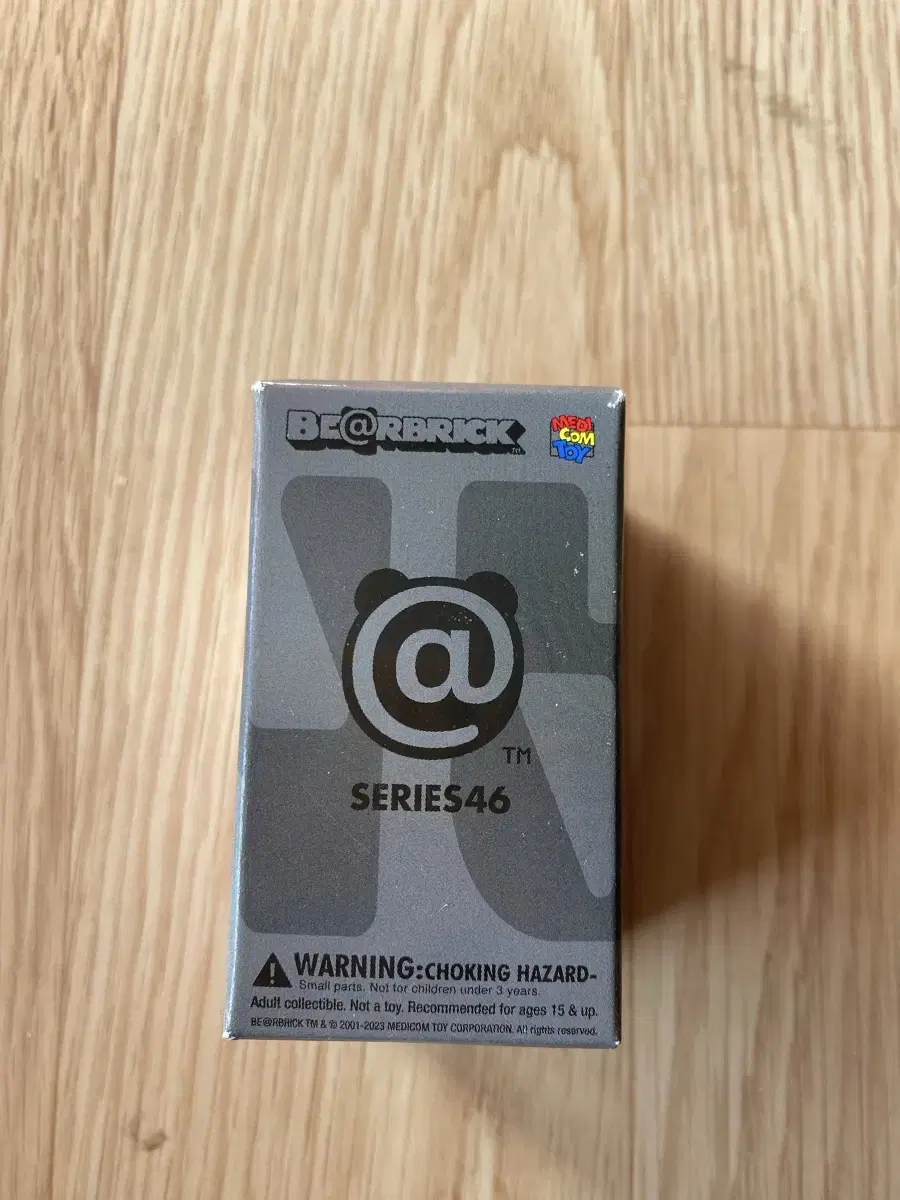 BE@RBRICK TM
MEDI
COM
TOY
@
TM
SERIES46
WARNING:CHOKING HAZARD-
Small parts. Not for children under 3 years.
Adult collectible. Not a toy. Recommended for ages 15 & up.
BE@RBRICK TM & © 2001-2023 MEDICOM TOY CORPORATION. All rights reserved.